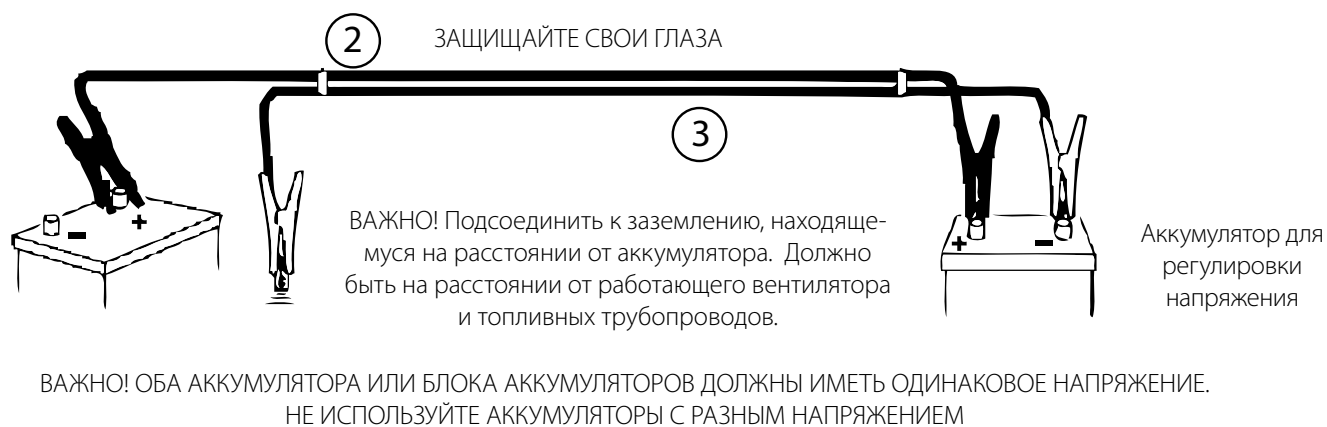 2
ЗАЩИЩАЙТЕ СВОИ ГЛАЗА
3
ВАЖНО! Подсоединить к заземлению, находяще-
муся на расстоянии от аккумулятора. Должно
быть на расстоянии от работающего вентилятора
и топливных трубопроводов.
- +
+ -
Аккумулятор для
регулировки
напряжения
ВАЖНО! ОБА АККУМУЛЯТОРА ИЛИ БЛОКА АККУМУЛЯТОРОВ ДОЛЖНЫ ИМЕТЬ ОДИНАКОВОЕ НАПРЯЖЕНИЕ.
НЕ ИСПОЛЬЗУЙТЕ АККУМУЛЯТОРЫ С РАЗНЫМ НАПРЯЖЕНИЕМ